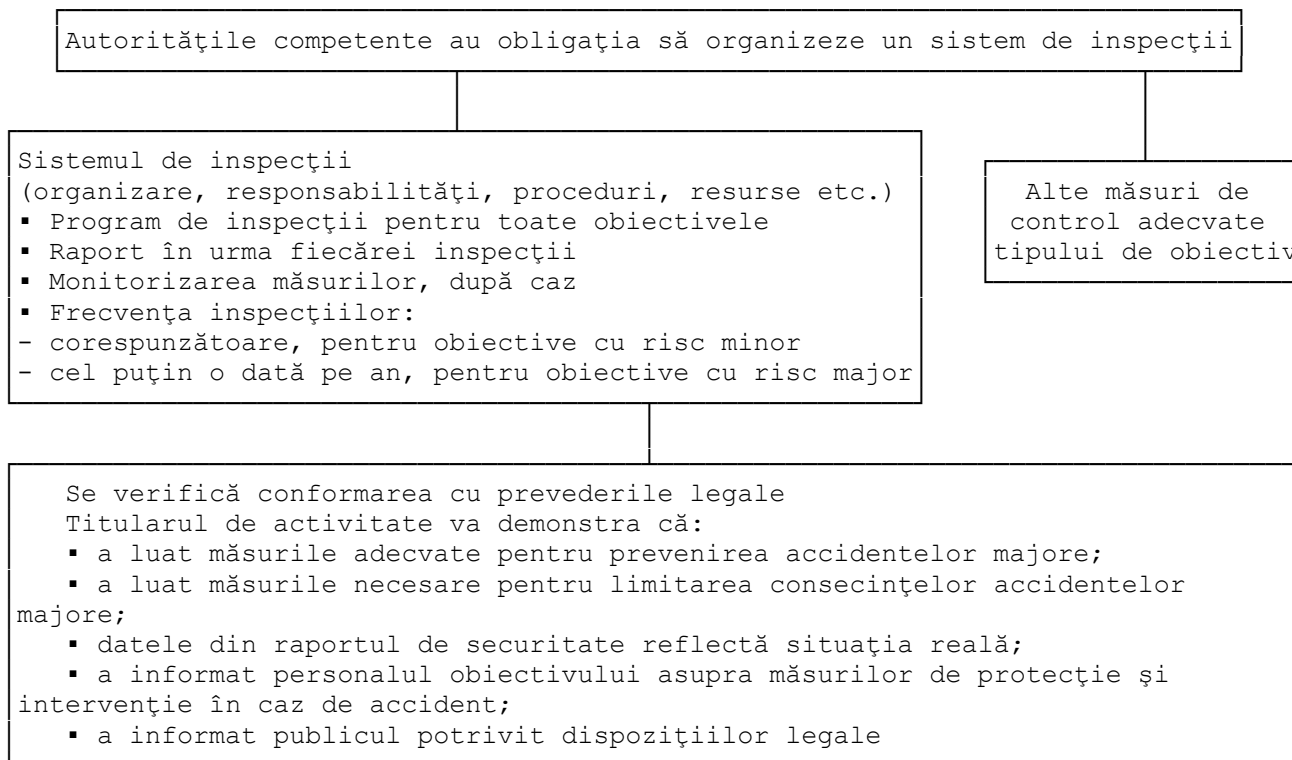 Autorităţile competente au obligaţia să organizeze un sistem de inspecţii
Sistemul de inspecţii
(organizare, responsabilităţi, proceduri, resurse etc.)
▪ Program de inspecţii pentru toate obiectivele
▪ Raport în urma fiecărei inspecţii
▪ Monitorizarea măsurilor, după caz
▪ Frecvenţa inspecţiilor:
- corespunzătoare, pentru obiective cu risc minor
- cel puţin o dată pe an, pentru obiective cu risc major
Alte măsuri de
control adecvate
tipului de obiectiv
Se verifică conformarea cu prevederile legale
Titularul de activitate va demonstra că:
▪ a luat măsurile adecvate pentru prevenirea accidentelor majore;
▪ a luat măsurile necesare pentru limitarea consecinţelor accidentelor
majore;
▪ datele din raportul de securitate reflectă situaţia reală;
▪ a informat personalul obiectivului asupra măsurilor de protecţie şi
intervenţie în caz de accident;
▪ a informat publicul potrivit dispoziţiilor legale